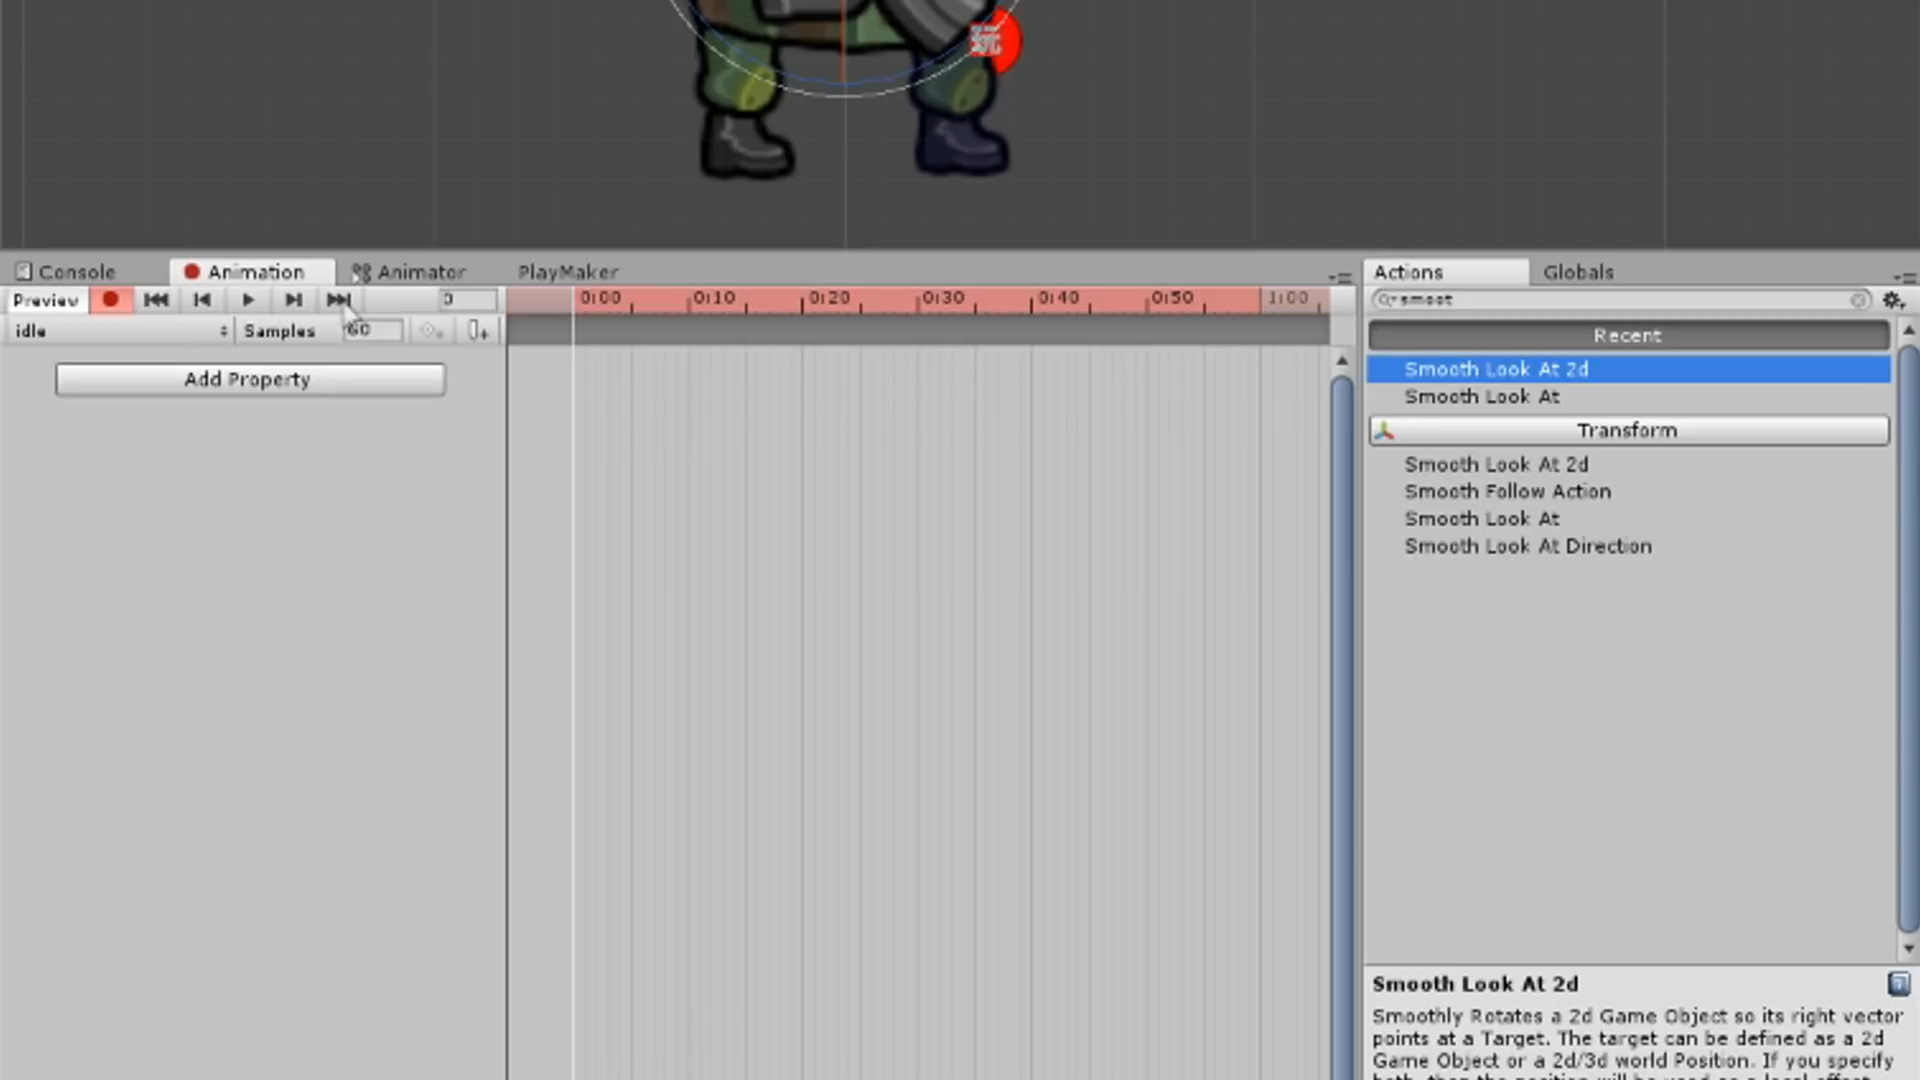 玩
Console Animation Animator PlayMaker
Actions Globals
Preview 0 0:00 0:10 0:20 0:30 0:40 0:50 1:00
smoot
idle Samples 60
Recent
Add Property
Smooth Look At 2d
Smooth Look At
Transform
Smooth Look At 2d
Smooth Follow Action
Smooth Look At
Smooth Look At Direction
Smooth Look At 2d
Smoothly Rotates a 2d Game Object so its right vector
points at a Target. The target can be defined as a 2d
Game Object or a 2d/3d world Position. If you specify